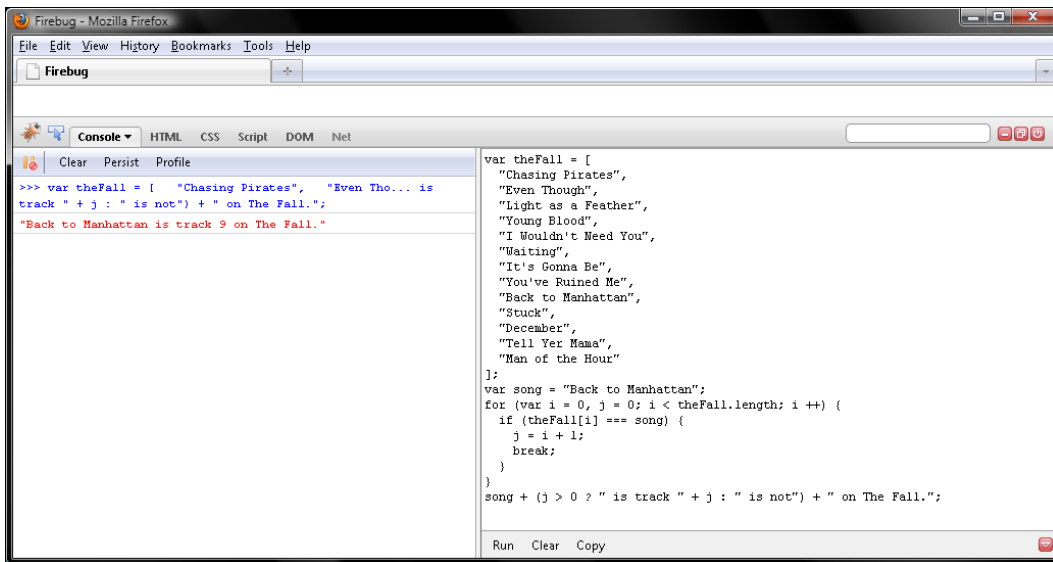 Firebug - Mozilla Firefox
File Edit View History Bookmarks Tools Help
Firebug
Console HTML CSS Script DOM Net
Clear Persist Profile
>>> var theFall = [   "Chasing Pirates",   "Even Tho... is
track " + j : " is not") + " on The Fall.";
"Back to Manhattan is track 9 on The Fall."
var theFall = [
  "Chasing Pirates",
  "Even Though",
  "Light as a Feather",
  "Young Blood",
  "I Wouldn't Need You",
  "Waiting",
  "It's Gonna Be",
  "You've Ruined Me",
  "Back to Manhattan",
  "Stuck",
  "December",
  "Tell Yer Mama",
  "Man of the Hour"
];
var song = "Back to Manhattan";
for (var i = 0, j = 0; i < theFall.length; i ++) {
  if (theFall[i] === song) {
    j = i + 1;
    break;
  }
}
song + (j > 0 ? " is track " + j : " is not") + " on The Fall.";
Run Clear Copy